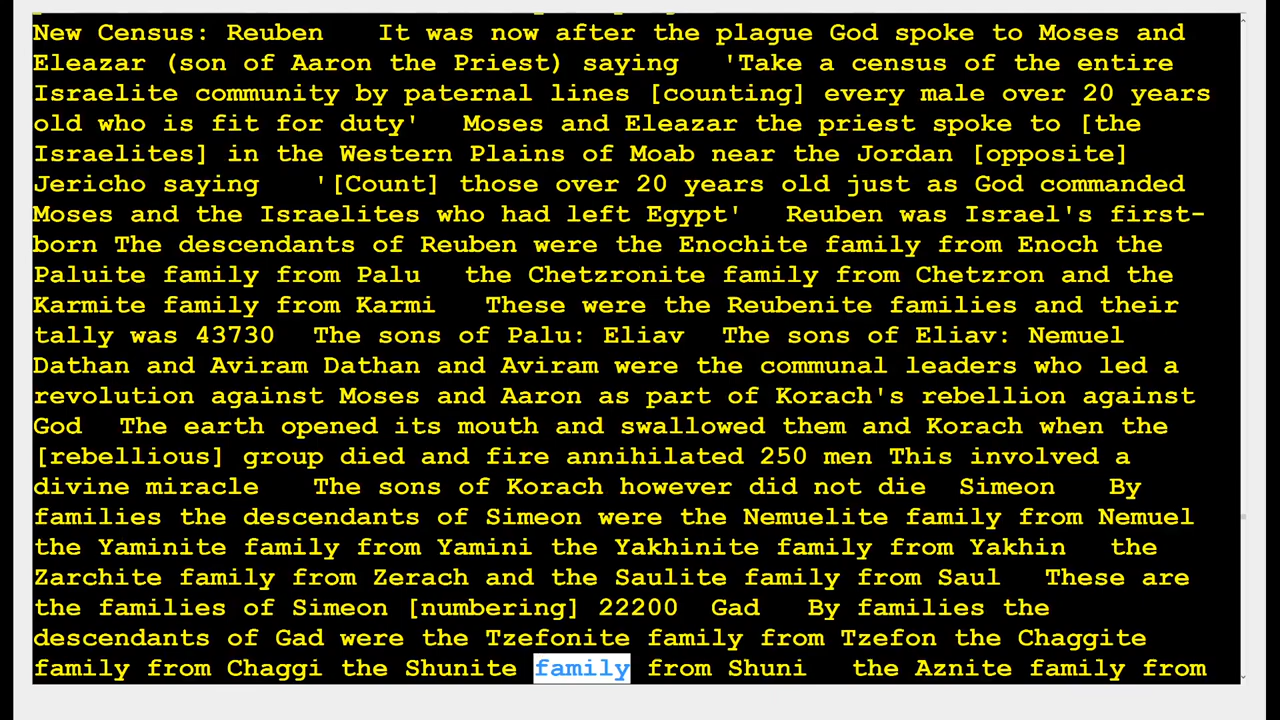 New Census: Reuben It was now after the plague God spoke to Moses and
Eleazar (son of Aaron the Priest) saying 'Take a census of the entire
Israelite community by paternal lines [counting] every male over 20 years
old who is fit for duty' Moses and Eleazar the priest spoke to [the
Israelites] in the Western Plains of Moab near the Jordan [opposite]
Jericho saying '[Count] those over 20 years old just as God commanded
Moses and the Israelites who had left Egypt' Reuben was Israel's first-
born The descendants of Reuben were the Enochite family from Enoch the
Paluite family from Palu the Chetzronite family from Chetzron and the
Karmite family from Karmi These were the Reubenite families and their
tally was 43730 The sons of Palu: Eliav The sons of Eliav: Nemuel
Dathan and Aviram Dathan and Aviram were the communal leaders who led a
revolution against Moses and Aaron as part of Korach's rebellion against
God The earth opened its mouth and swallowed them and Korach when the
[rebellious] group died and fire annihilated 250 men This involved a
divine miracle The sons of Korach however did not die Simeon By
families the descendants of Simeon were the Nemuelite family from Nemuel
the Yaminite family from Yamini the Yakhinite family from Yakhin the
Zarchite family from Zerach and the Saulite family from Saul These are
the families of Simeon [numbering] 22200 Gad By families the
descendants of Gad were the Tzefonite family from Tzefon the Chaggite
family from Chaggi the Shunite family from Shuni the Aznite family from